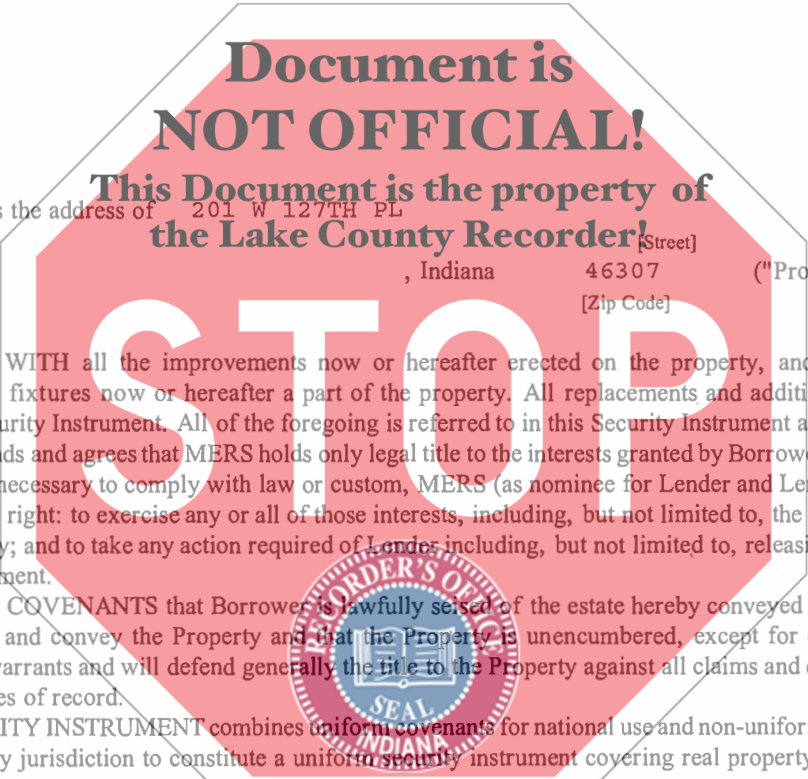 Document is
NOT OFFICIAL!
This Document is the property of
the Lake County Recorder!
s the address of 201 W 127TH PL
[Street]
, Indiana 46307 ("Pro
[Zip Code]
STOP
WITH all the improvements now or hereafter erected on the property, and
fixtures now or hereafter a part of the property. All replacements and additi
urity Instrument. All of the foregoing is referred to in this Security Instrument a
ds and agrees that MERS holds only legal title to the interests granted by Borrowe
necessary to comply with law or custom, MERS (as nominee for Lender and Len
right: to exercise any or all of those interests, including, but not limited to, the
y; and to take any action required of Lender including, but not limited to, releasi
ment.
COVENANTS that Borrower is lawfully seised of the estate hereby conveyed
and convey the Property and that the Property is unencumbered, except for
warrants and will defend generally the title to the Property against all claims and
es of record.
ITY INSTRUMENT combines uniform covenants for national use and non-unifor
y jurisdiction to constitute a uniform security instrument covering real property
RECORDER'S OFFICE
SEAL
INDIANA